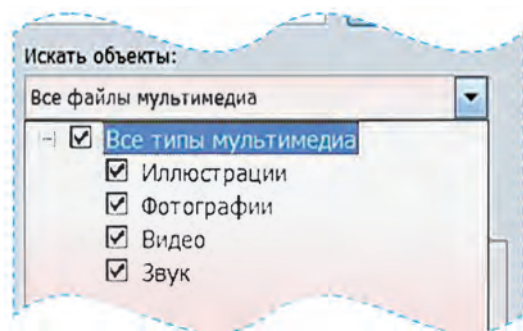 Искать объекты:
Все файлы мультимедиа
Все типы мультимедиа
Иллюстрации
Фотографии
Видео
Звук